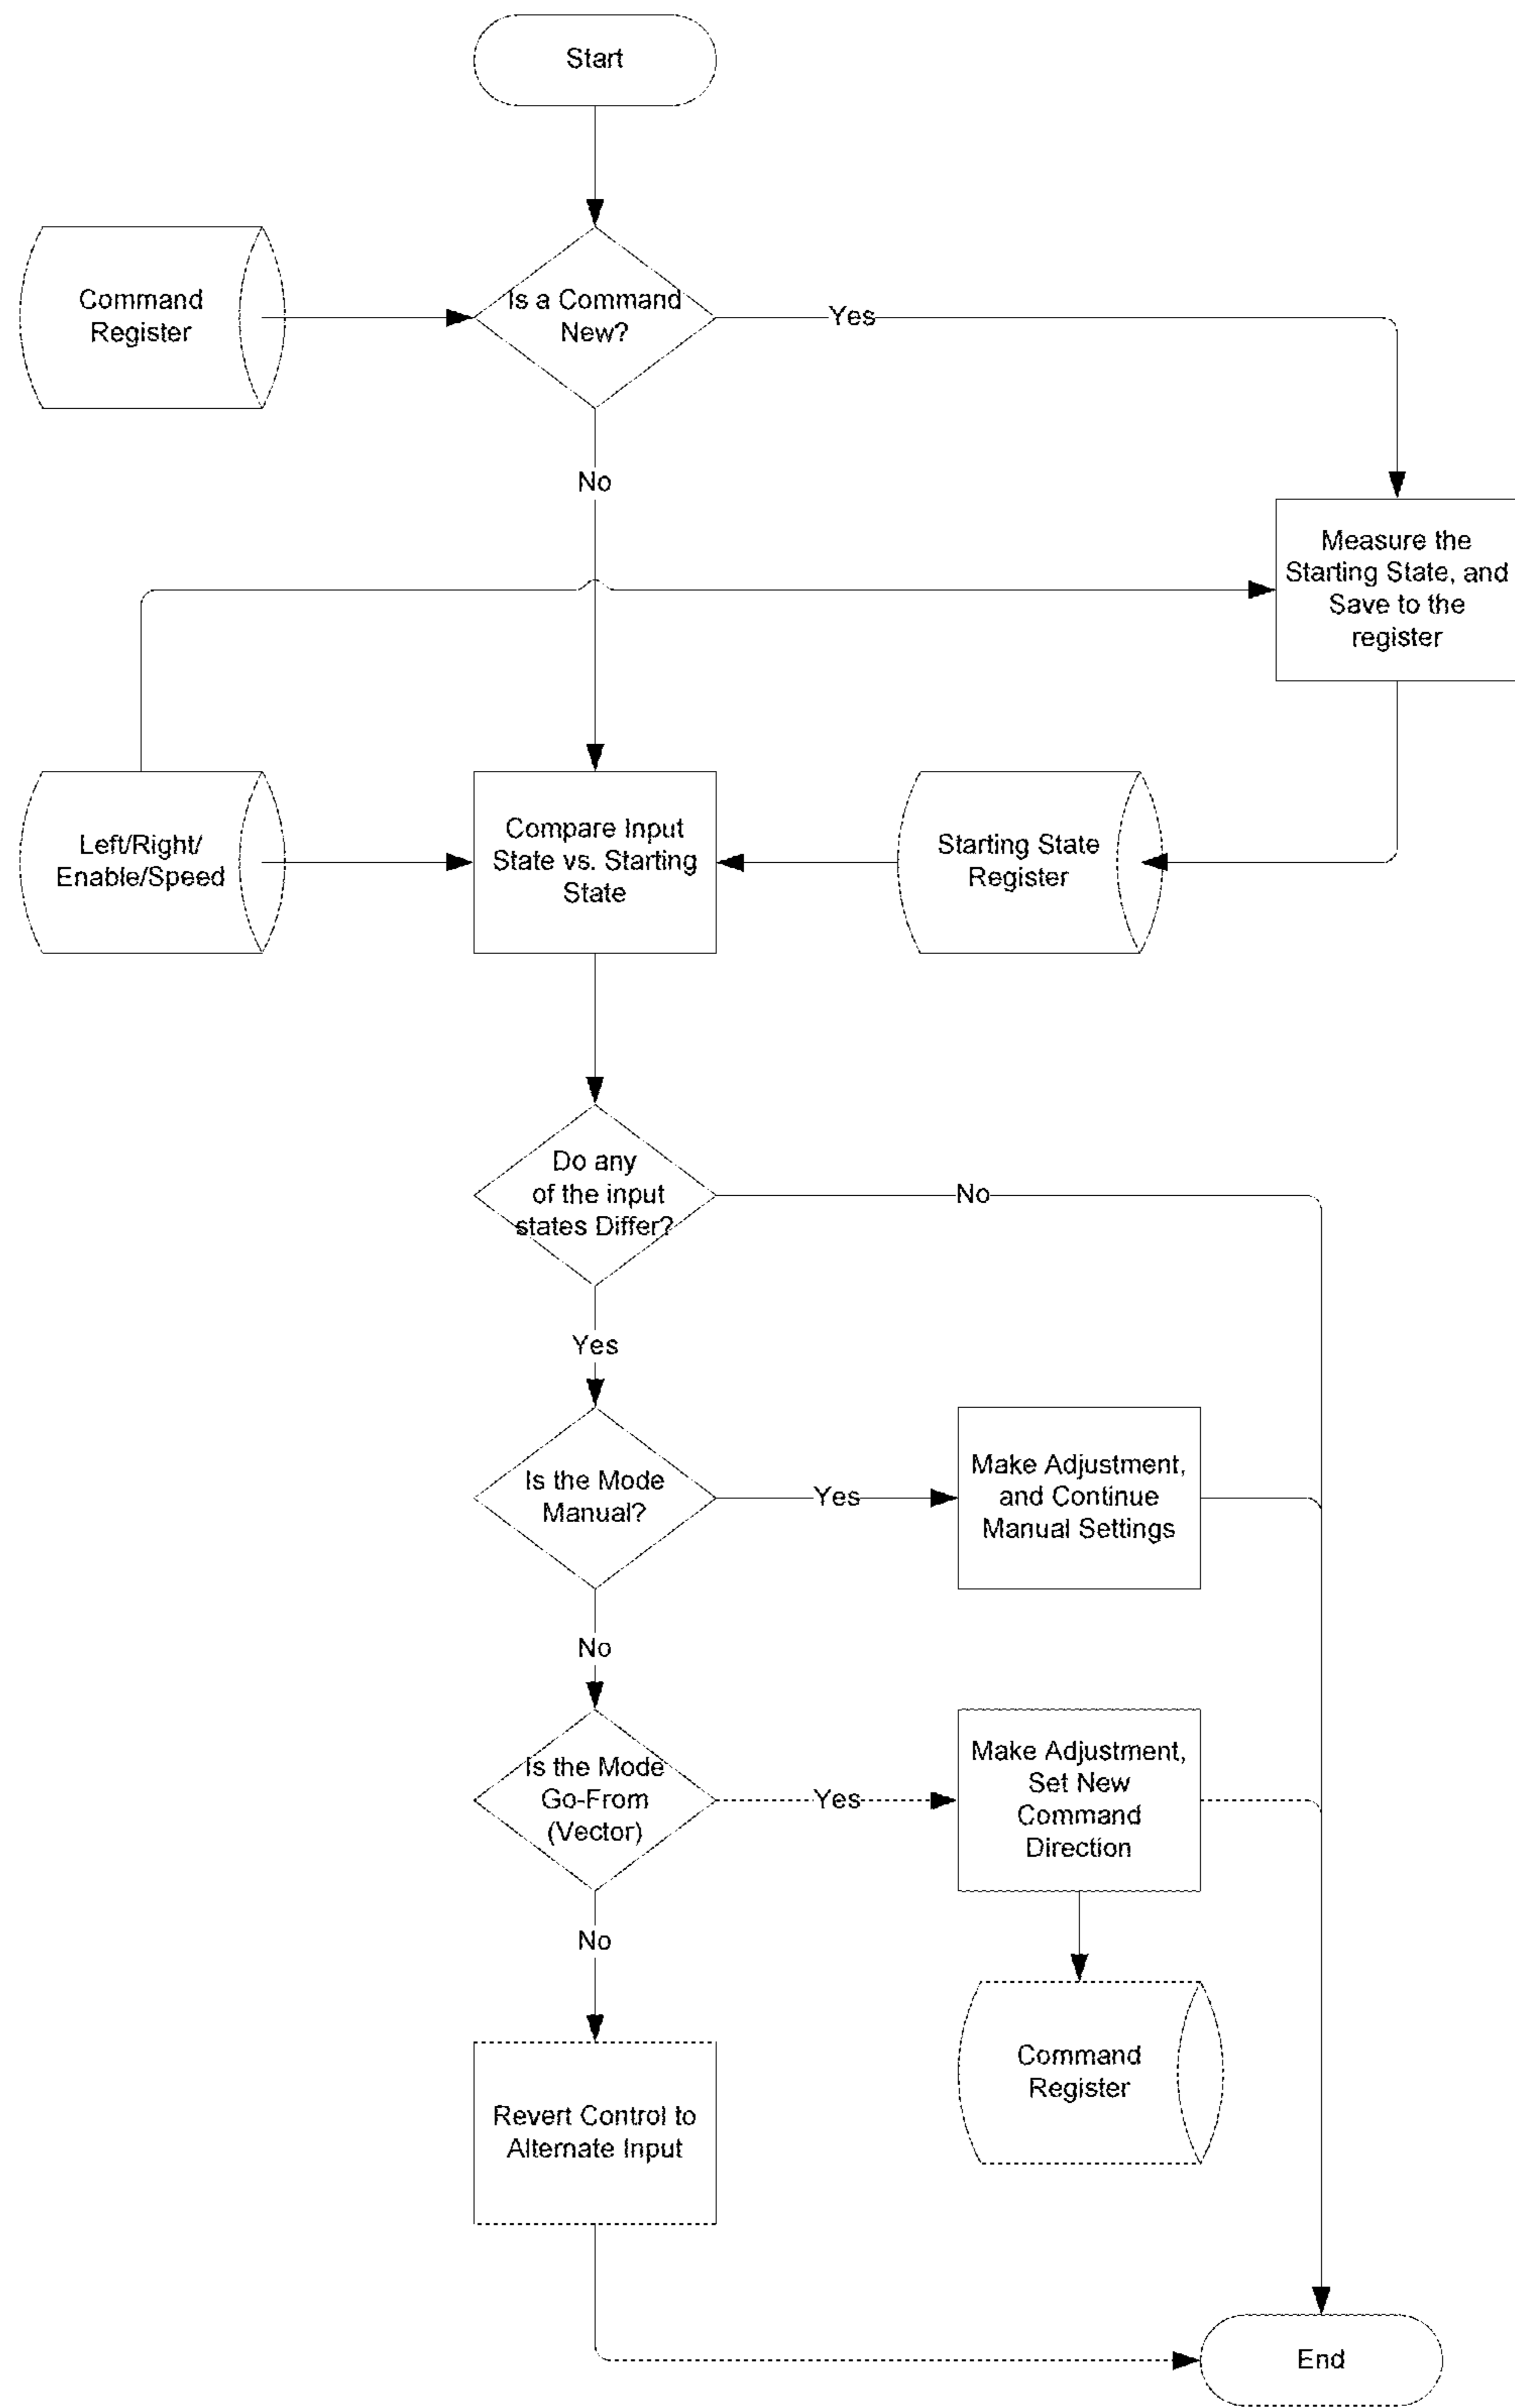 Start
Command
Register
Is a Command
New?
Yes
No
Measure the
Starting State, and
Save to the
register
Left/Right/
Enable/Speed
Compare Input
State vs. Starting
State
Starting State
Register
Do any
of the input
states Differ?
No
Yes
Is the Mode
Manual?
Yes
Make Adjustment,
and Continue
Manual Settings
No
Is the Mode
Go-From
(Vector)
Yes
Make Adjustment,
Set New
Command
Direction
No
Command
Register
Revert Control to
Alternate Input
End